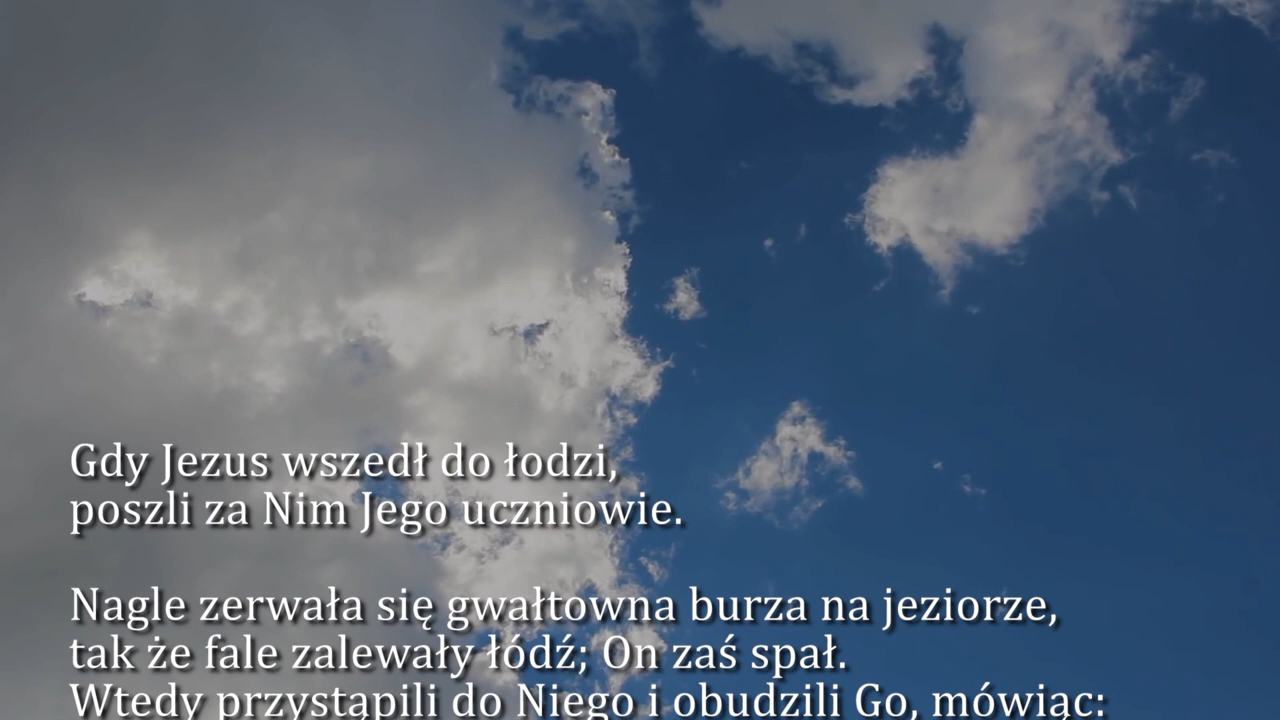 Gdy Jezus wszedł do łodzi,
poszli za Nim Jego uczniowie.
Nagle zerwała się gwałtowna burza na jeziorze,
tak że fale zalewały łódź; On zaś spał.
Wtedy przystąpili do Niego i obudzili Go, mówiąc: